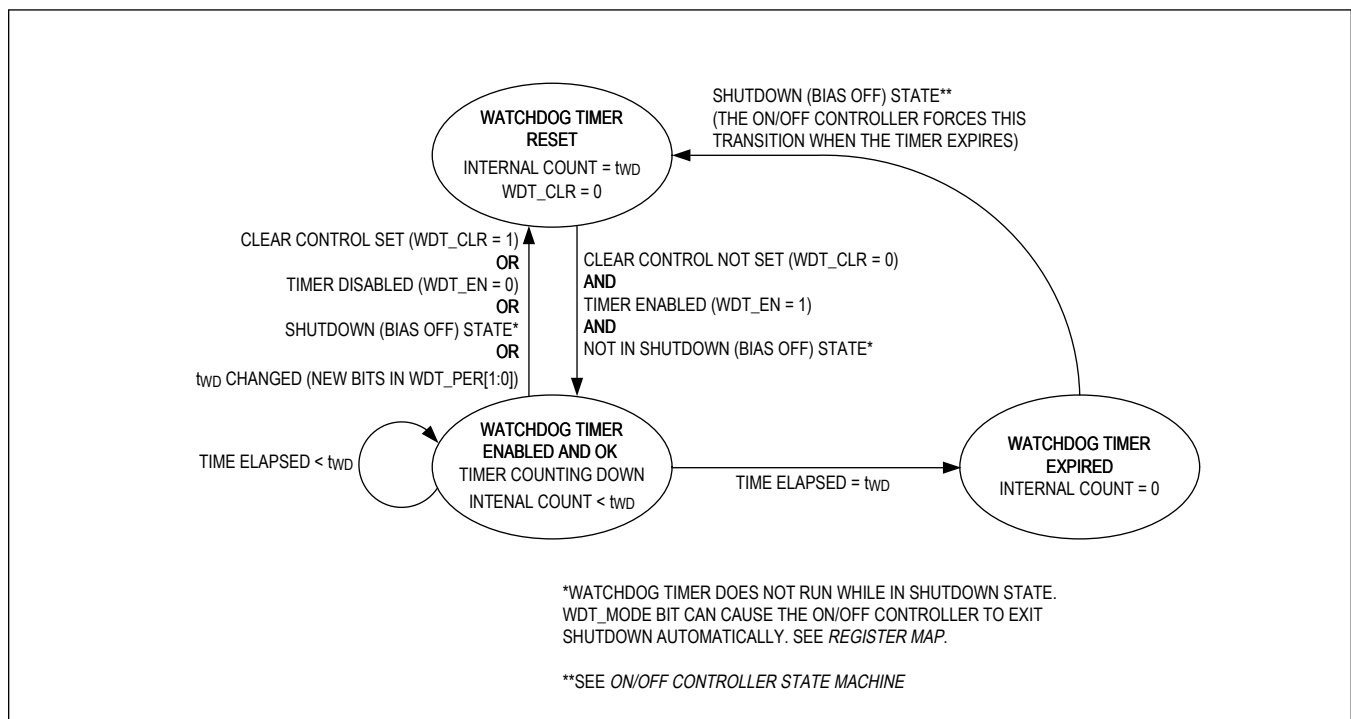 WATCHDOG TIMER
RESET
INTERNAL COUNT = tWD
WDT_CLR = 0
SHUTDOWN (BIAS OFF) STATE**
(THE ON/OFF CONTROLLER FORCES THIS
TRANSITION WHEN THE TIMER EXPIRES)
CLEAR CONTROL SET (WDT_CLR = 1)
OR
TIMER DISABLED (WDT_EN = 0)
OR
SHUTDOWN (BIAS OFF) STATE*
OR
tWD CHANGED (NEW BITS IN WDT_PER[1:0])
CLEAR CONTROL NOT SET (WDT_CLR = 0)
AND
TIMER ENABLED (WDT_EN = 1)
AND
NOT IN SHUTDOWN (BIAS OFF) STATE*
TIME ELAPSED < tWD
WATCHDOG TIMER
ENABLED AND OK
TIMER COUNTING DOWN
INTENAL COUNT < tWD
TIME ELAPSED = tWD
WATCHDOG TIMER
EXPIRED
INTERNAL COUNT = 0
*WATCHDOG TIMER DOES NOT RUN WHILE IN SHUTDOWN STATE.
WDT_MODE BIT CAN CAUSE THE ON/OFF CONTROLLER TO EXIT
SHUTDOWN AUTOMATICALLY. SEE REGISTER MAP.
**SEE ON/OFF CONTROLLER STATE MACHINE